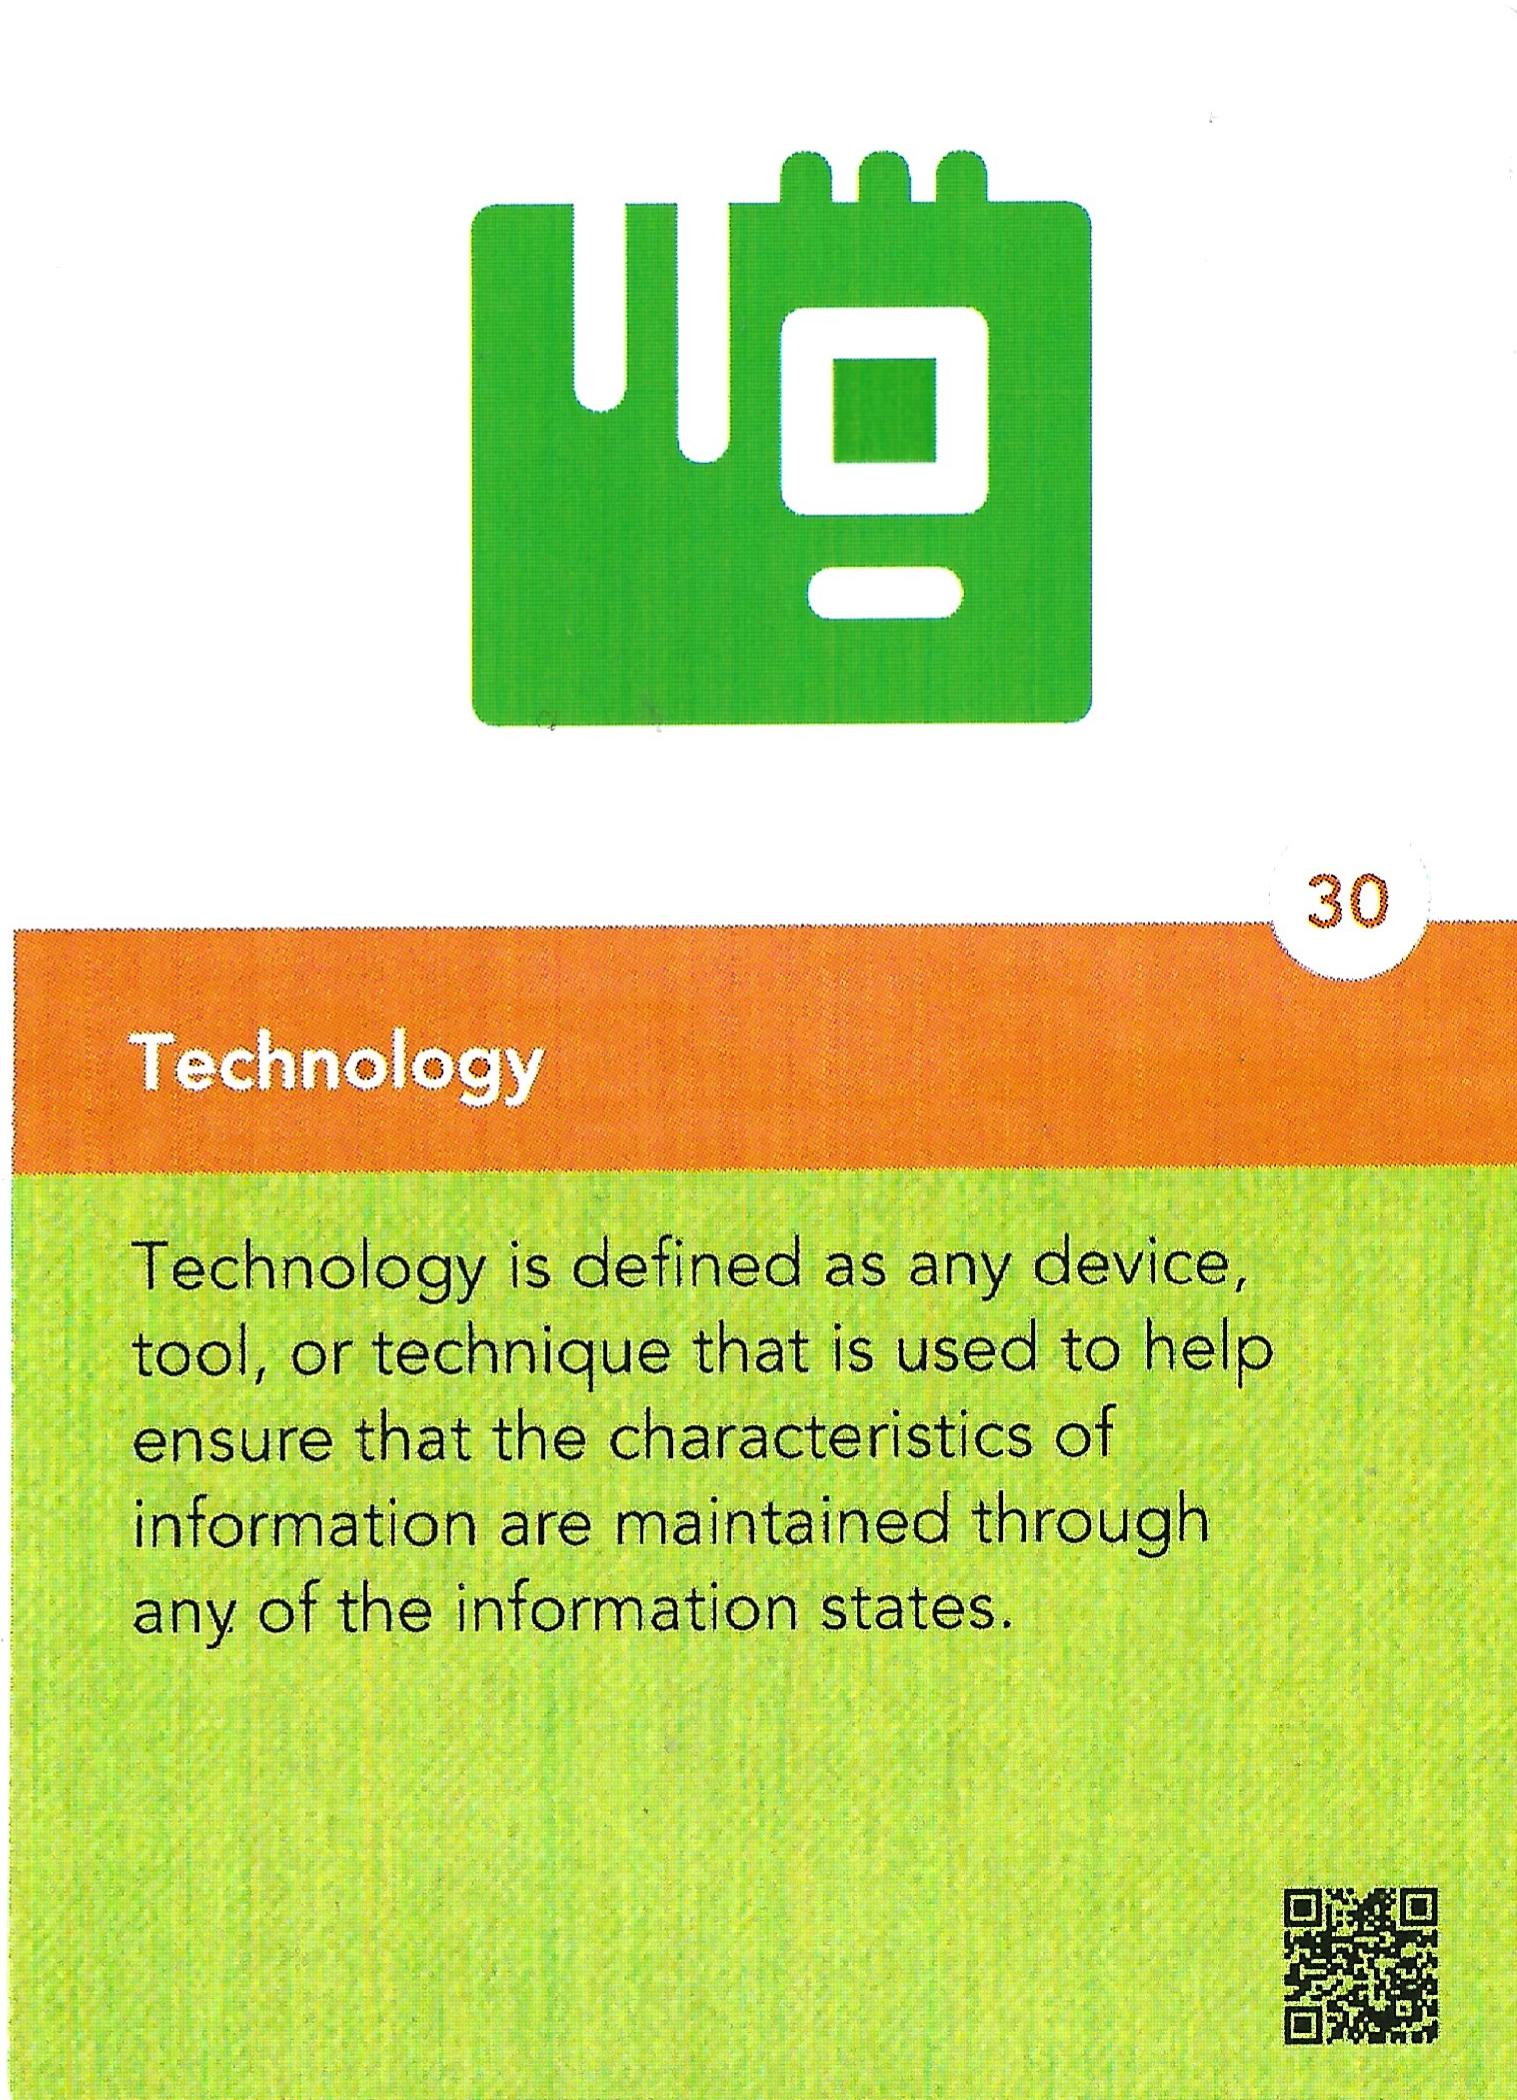 30
Technology
Technology is defined as any device,
tool, or technique that is used to help
ensure that the characteristics of
information are maintained through
any of the information states.